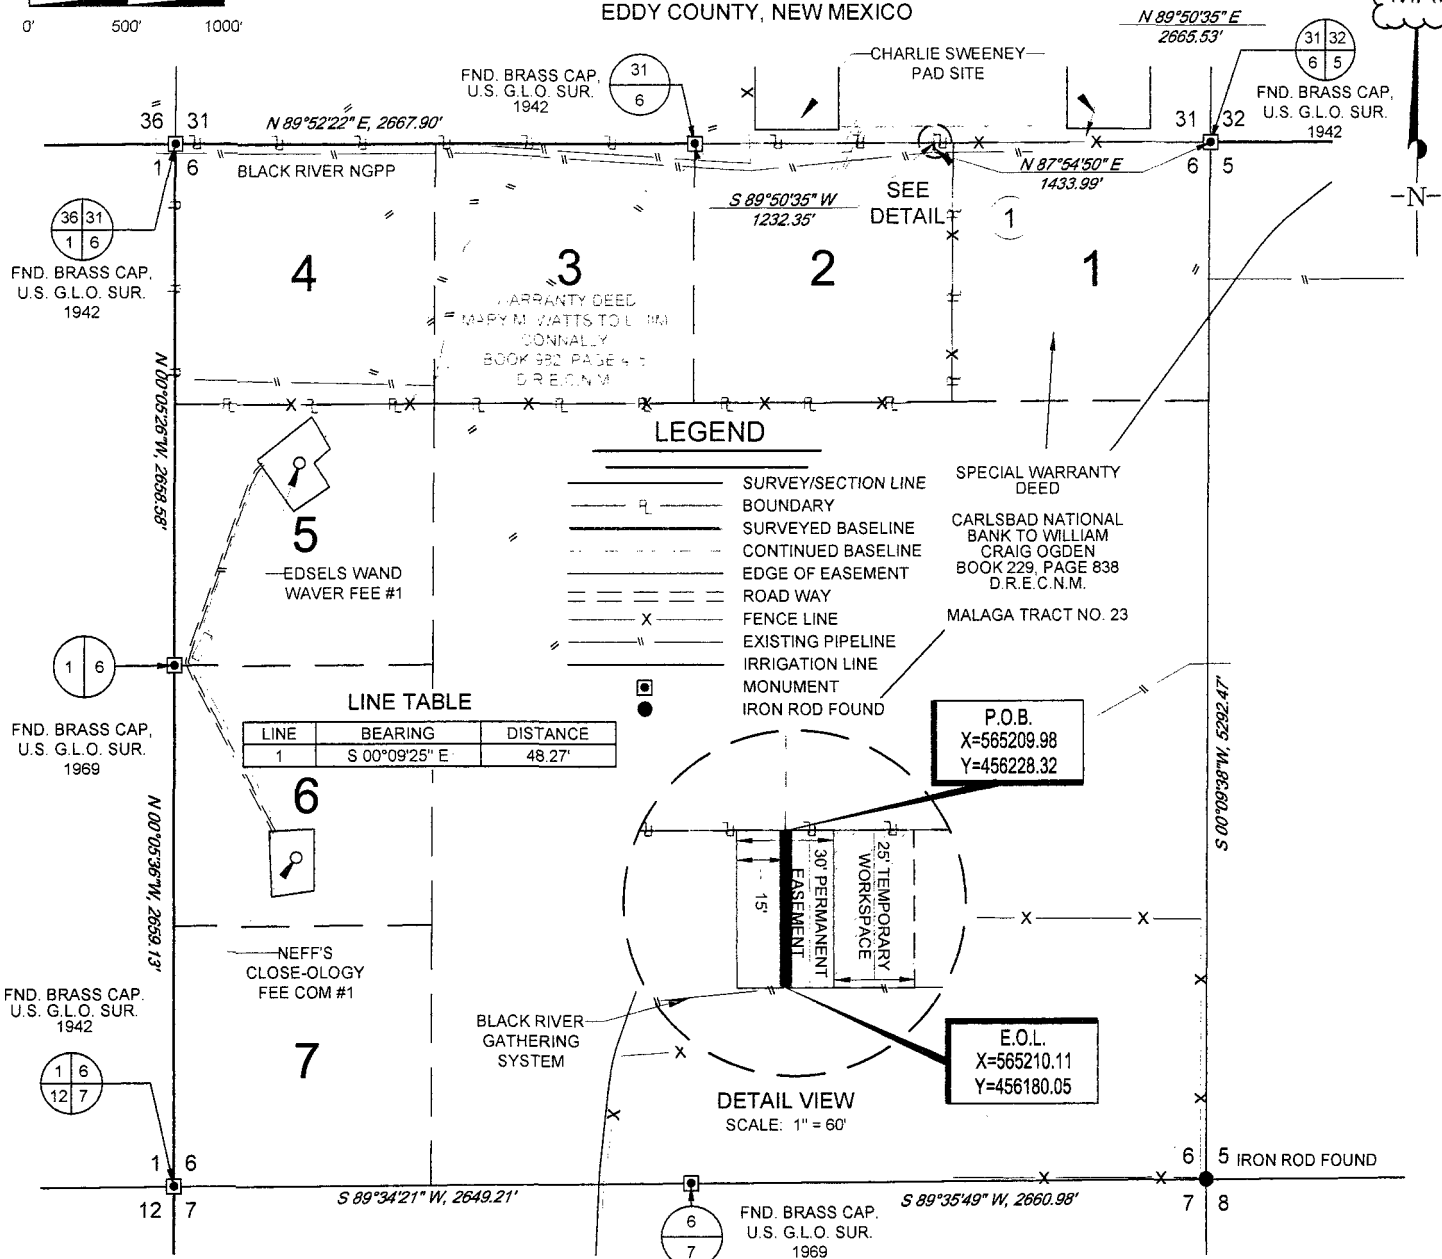 0'
500'
1000'
EDDY COUNTY, NEW MEXICO
N 89°50'35" E
2665.53'
CHARLIE SWEENEY
PAD SITE
31
6
FND. BRASS CAP,
U.S. G.L.O. SUR.
1942
31 32
6 5
FND. BRASS CAP,
U.S. G.L.O. SUR.
1942
36 31
N 89°52'22" E, 2667.90'
31 32
1 6
BLACK RIVER NGPP
N 87°54'50" E
1433.99'
6 5
S 89°50'35" W
1232.35'
SEE
DETAIL
1
-N-
36 31
1 6
FND. BRASS CAP,
U.S. G.L.O. SUR.
1942
4
3
2
1
ARRANTY DEED
MARY M. WATTS TO
CONNALLY
BOOK 982, PAGE
D.R.E.C.N.M.
N 00°05'26" W, 2658.58'
LEGEND
SURVEY/SECTION LINE
BOUNDARY
SURVEYED BASELINE
CONTINUED BASELINE
EDGE OF EASEMENT
ROAD WAY
FENCE LINE
EXISTING PIPELINE
IRRIGATION LINE
MONUMENT
IRON ROD FOUND
SPECIAL WARRANTY
DEED
CARLSBAD NATIONAL
BANK TO WILLIAM
CRAIG OGDEN
BOOK 229, PAGE 838
D.R.E.C.N.M.
MALAGA TRACT NO. 23
5
EDSELS WAND
WAVER FEE #1
1 6
FND. BRASS CAP,
U.S. G.L.O. SUR.
1969
LINE TABLE
LINE BEARING DISTANCE
1 S 00°09'25" E 48.27'
P.O.B.
X=565209.98
Y=456228.32
S 00°09'38" W, 5292.47'
6
N 00°05'36" W, 2659.13'
15'
30' PERMANENT
EASEMENT
25' TEMPORARY
WORKSPACE
NEFF'S
CLOSE-OLOGY
FEE COM #1
FND. BRASS CAP.
U.S. G.L.O. SUR.
1942
BLACK RIVER
GATHERING
SYSTEM
E.O.L.
X=565210.11
Y=456180.05
7
1 6
12 7
DETAIL VIEW
SCALE: 1" = 60'
1 6
6 5
IRON ROD FOUND
12 7
S 89°34'21" W, 2649.21'
S 89°35'49" W, 2660.98'
7 8
6
7
FND. BRASS CAP.
U.S. G.L.O. SUR.
1969